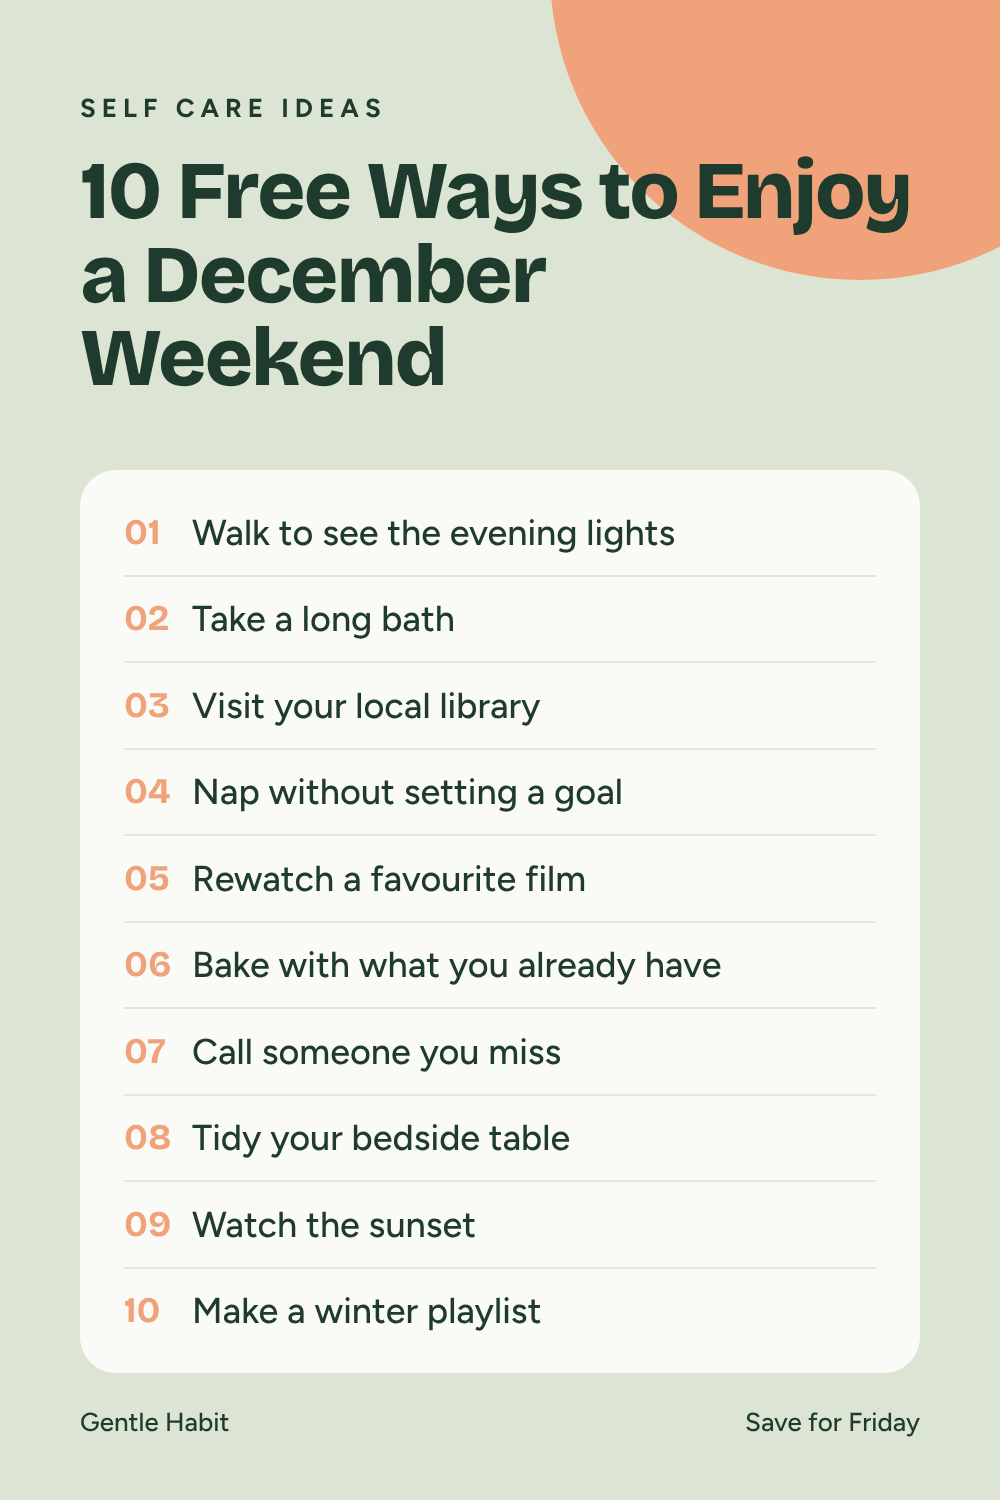 SELF CARE IDEAS
10 Free Ways to Enjoy
a December
Weekend
01 Walk to see the evening lights
02 Take a long bath
03 Visit your local library
04 Nap without setting a goal
05 Rewatch a favourite film
06 Bake with what you already have
07 Call someone you miss
08 Tidy your bedside table
09 Watch the sunset
10 Make a winter playlist
Gentle Habit
Save for Friday